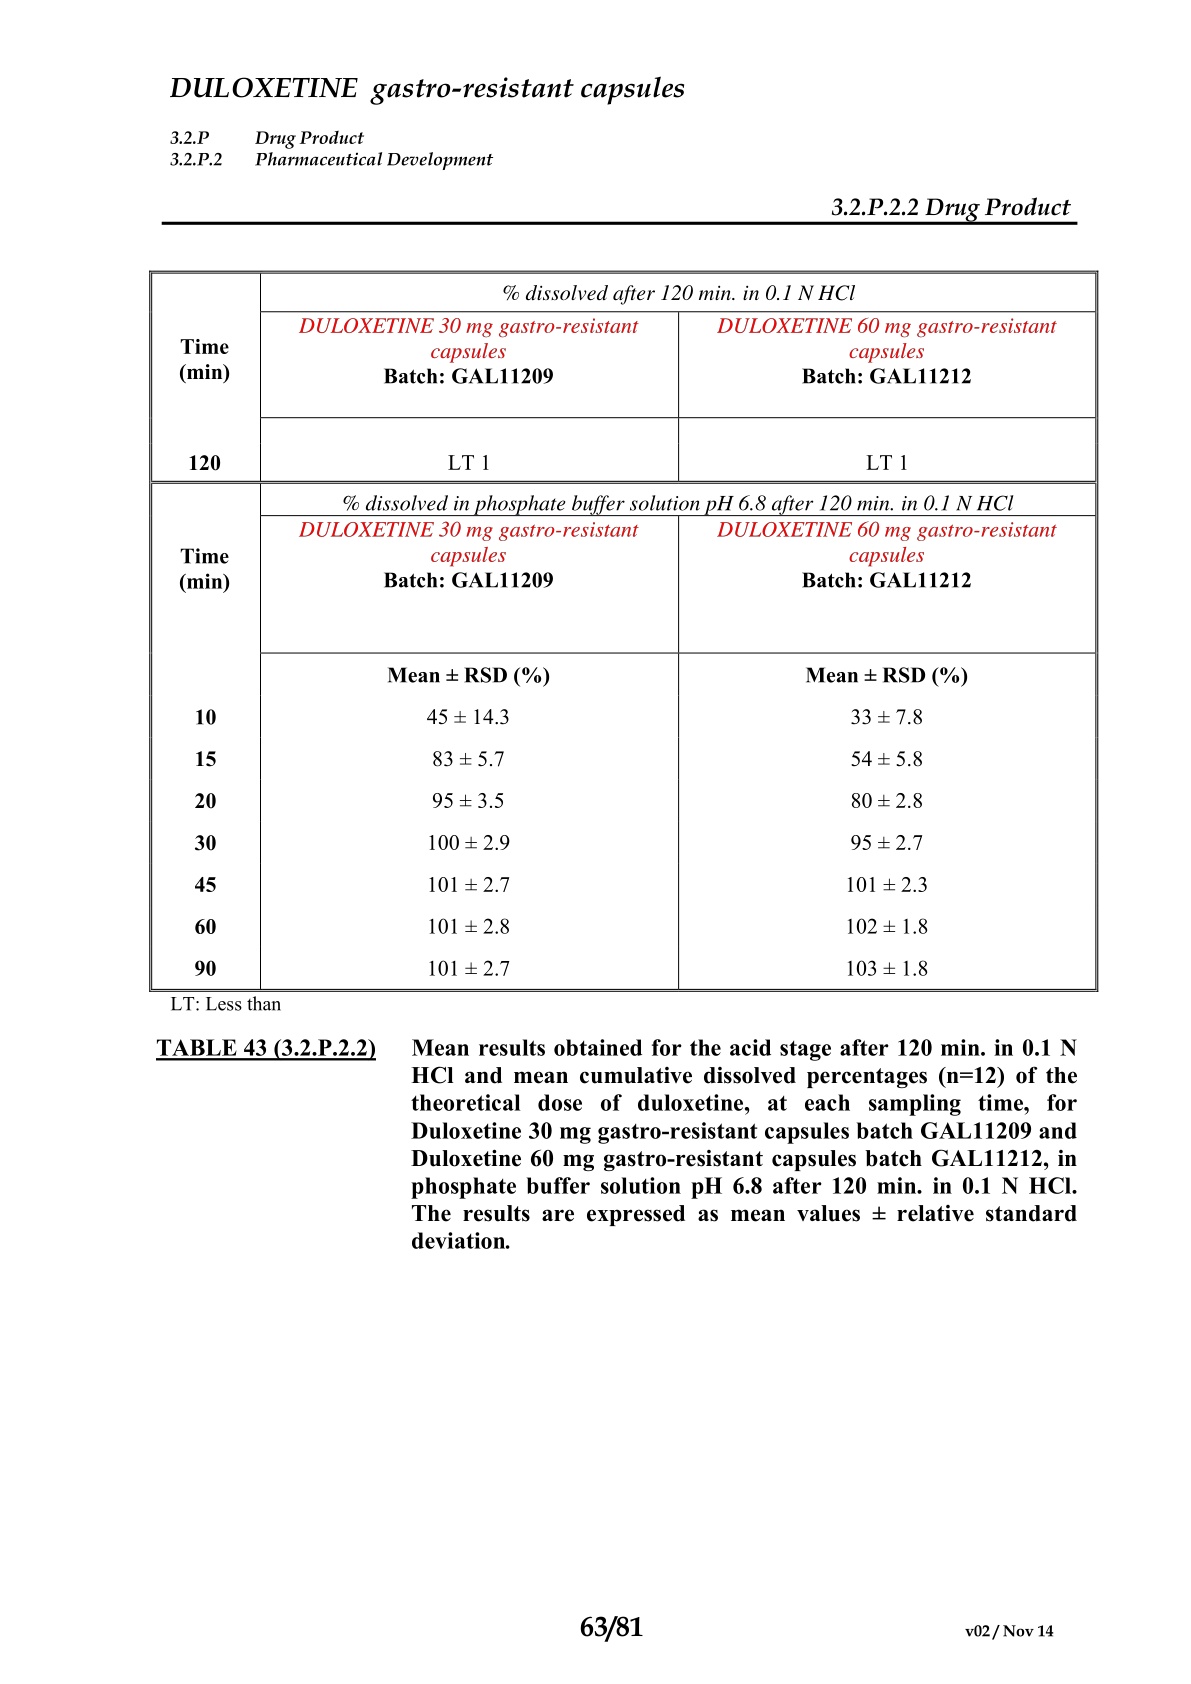 DULOXETINE gastro-resistant capsules
3.2.P Drug Product
3.2.P.2 Pharmaceutical Development
3.2.P.2.2 Drug Product
% dissolved after 120 min. in 0.1 N HCl
Time
(min)
DULOXETINE 30 mg gastro-resistant
capsules
Batch: GAL11209
DULOXETINE 60 mg gastro-resistant
capsules
Batch: GAL11212
120 LT 1 LT 1
% dissolved in phosphate buffer solution pH 6.8 after 120 min. in 0.1 N HCl
Time
(min)
DULOXETINE 30 mg gastro-resistant
capsules
Batch: GAL11209
DULOXETINE 60 mg gastro-resistant
capsules
Batch: GAL11212
Mean ± RSD (%) Mean ± RSD (%)
10 45 ± 14.3 33 ± 7.8
15 83 ± 5.7 54 ± 5.8
20 95 ± 3.5 80 ± 2.8
30 100 ± 2.9 95 ± 2.7
45 101 ± 2.7 101 ± 2.3
60 101 ± 2.8 102 ± 1.8
90 101 ± 2.7 103 ± 1.8
LT: Less than
TABLE 43 (3.2.P.2.2) Mean results obtained for the acid stage after 120 min. in 0.1 N
HCl and mean cumulative dissolved percentages (n=12) of the
theoretical dose of duloxetine, at each sampling time, for
Duloxetine 30 mg gastro-resistant capsules batch GAL11209 and
Duloxetine 60 mg gastro-resistant capsules batch GAL11212, in
phosphate buffer solution pH 6.8 after 120 min. in 0.1 N HCl.
The results are expressed as mean values ± relative standard
deviation.
63/81
v02 / Nov 14